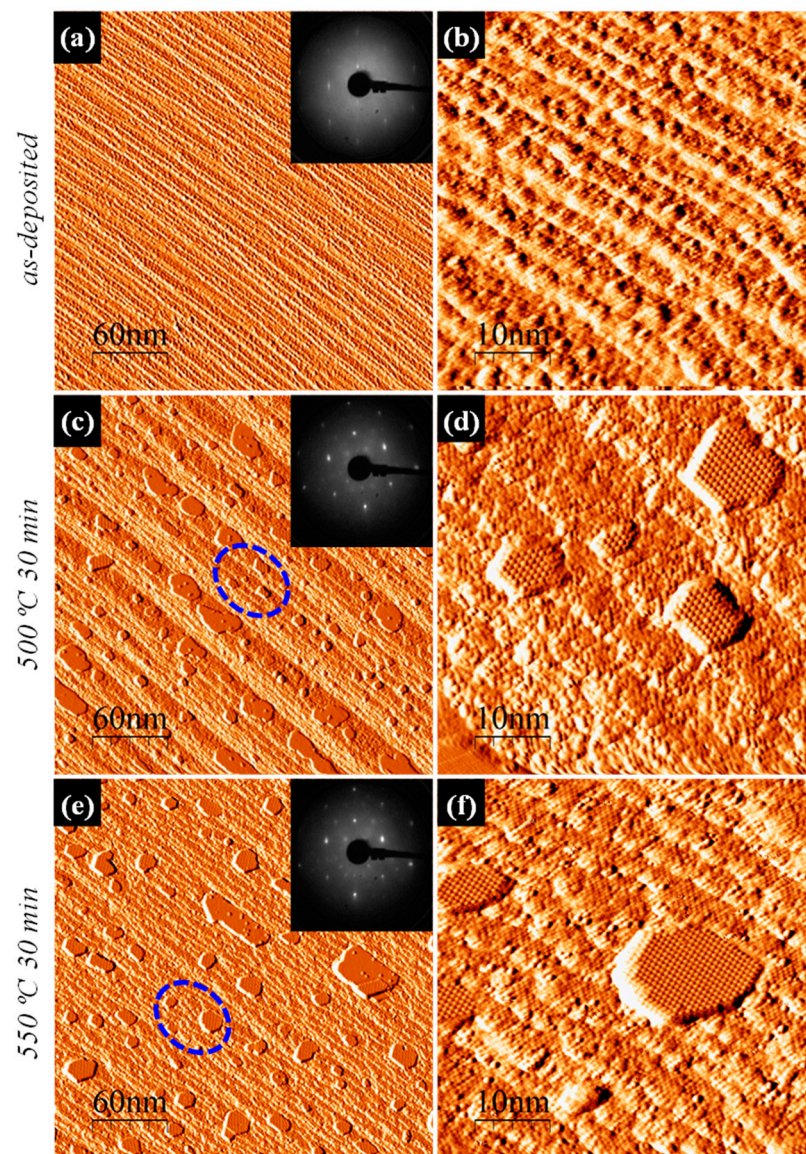 as-deposited
(a)
60nm
(b)
10nm
500 ºC 30 min
(c)
60nm
(d)
10nm
550 ºC 30 min
(e)
60nm
(f)
10nm